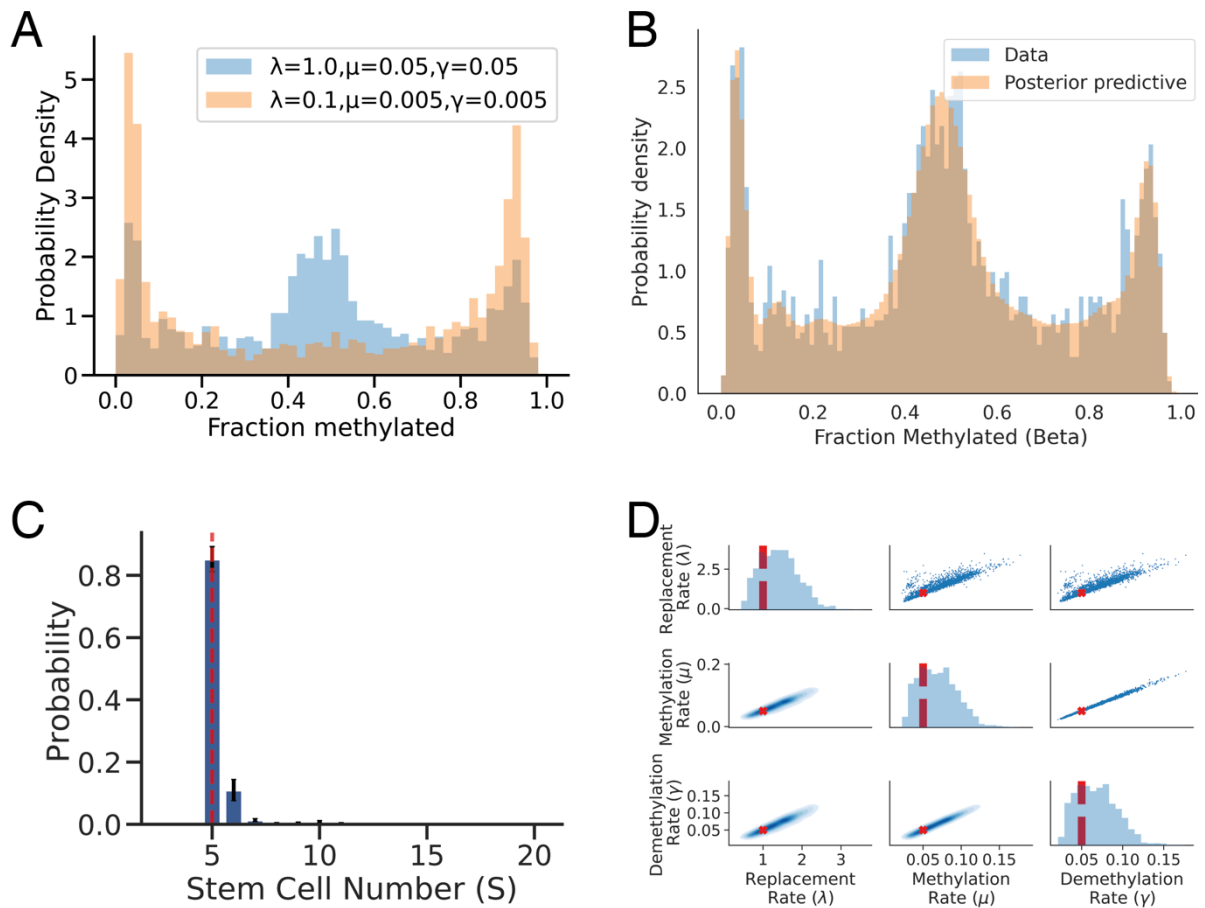 A
Probability Density
5
4
3
2
1
0
λ=1.0,μ=0.05,γ=0.05
λ=0.1,μ=0.005,γ=0.005
0.0 0.2 0.4 0.6 0.8 1.0
Fraction methylated
B
Probability density
2.5
2.0
1.5
1.0
0.5
0.0
Data
Posterior predictive
0.0 0.2 0.4 0.6 0.8 1.0
Fraction Methylated (Beta)
C
Probability
0.8
0.6
0.4
0.2
0.0
5 10 15 20
Stem Cell Number (S)
D
Replacement
Rate (λ)
2.5
0.0
Methylation
Rate (μ)
0.2
0.0
Demethylation
Rate (γ)
0.15
0.10
0.05
1 2 3
Replacement
Rate (λ)
0.05 0.10 0.15
Methylation
Rate (μ)
0.05 0.10 0.15
Demethylation
Rate (γ)